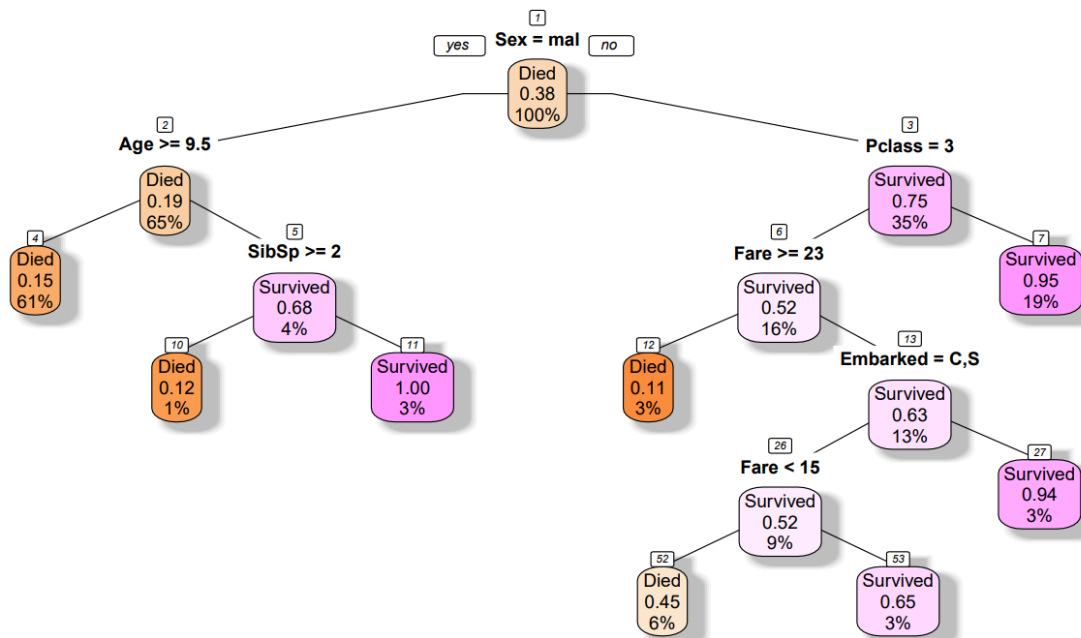 1
yes Sex = mal no
Died
0.38
100%
2
Age >= 9.5
Died
0.19
65%
3
Pclass = 3
Survived
0.75
35%
4
Died
0.15
61%
5
SibSp >= 2
Survived
0.68
4%
6
Fare >= 23
Survived
0.52
16%
7
Survived
0.95
19%
10
Died
0.12
1%
11
Survived
1.00
3%
12
Died
0.11
3%
13
Embarked = C,S
Survived
0.63
13%
26
Fare < 15
Survived
0.52
9%
27
Survived
0.94
3%
52
Died
0.45
6%
53
Survived
0.65
3%